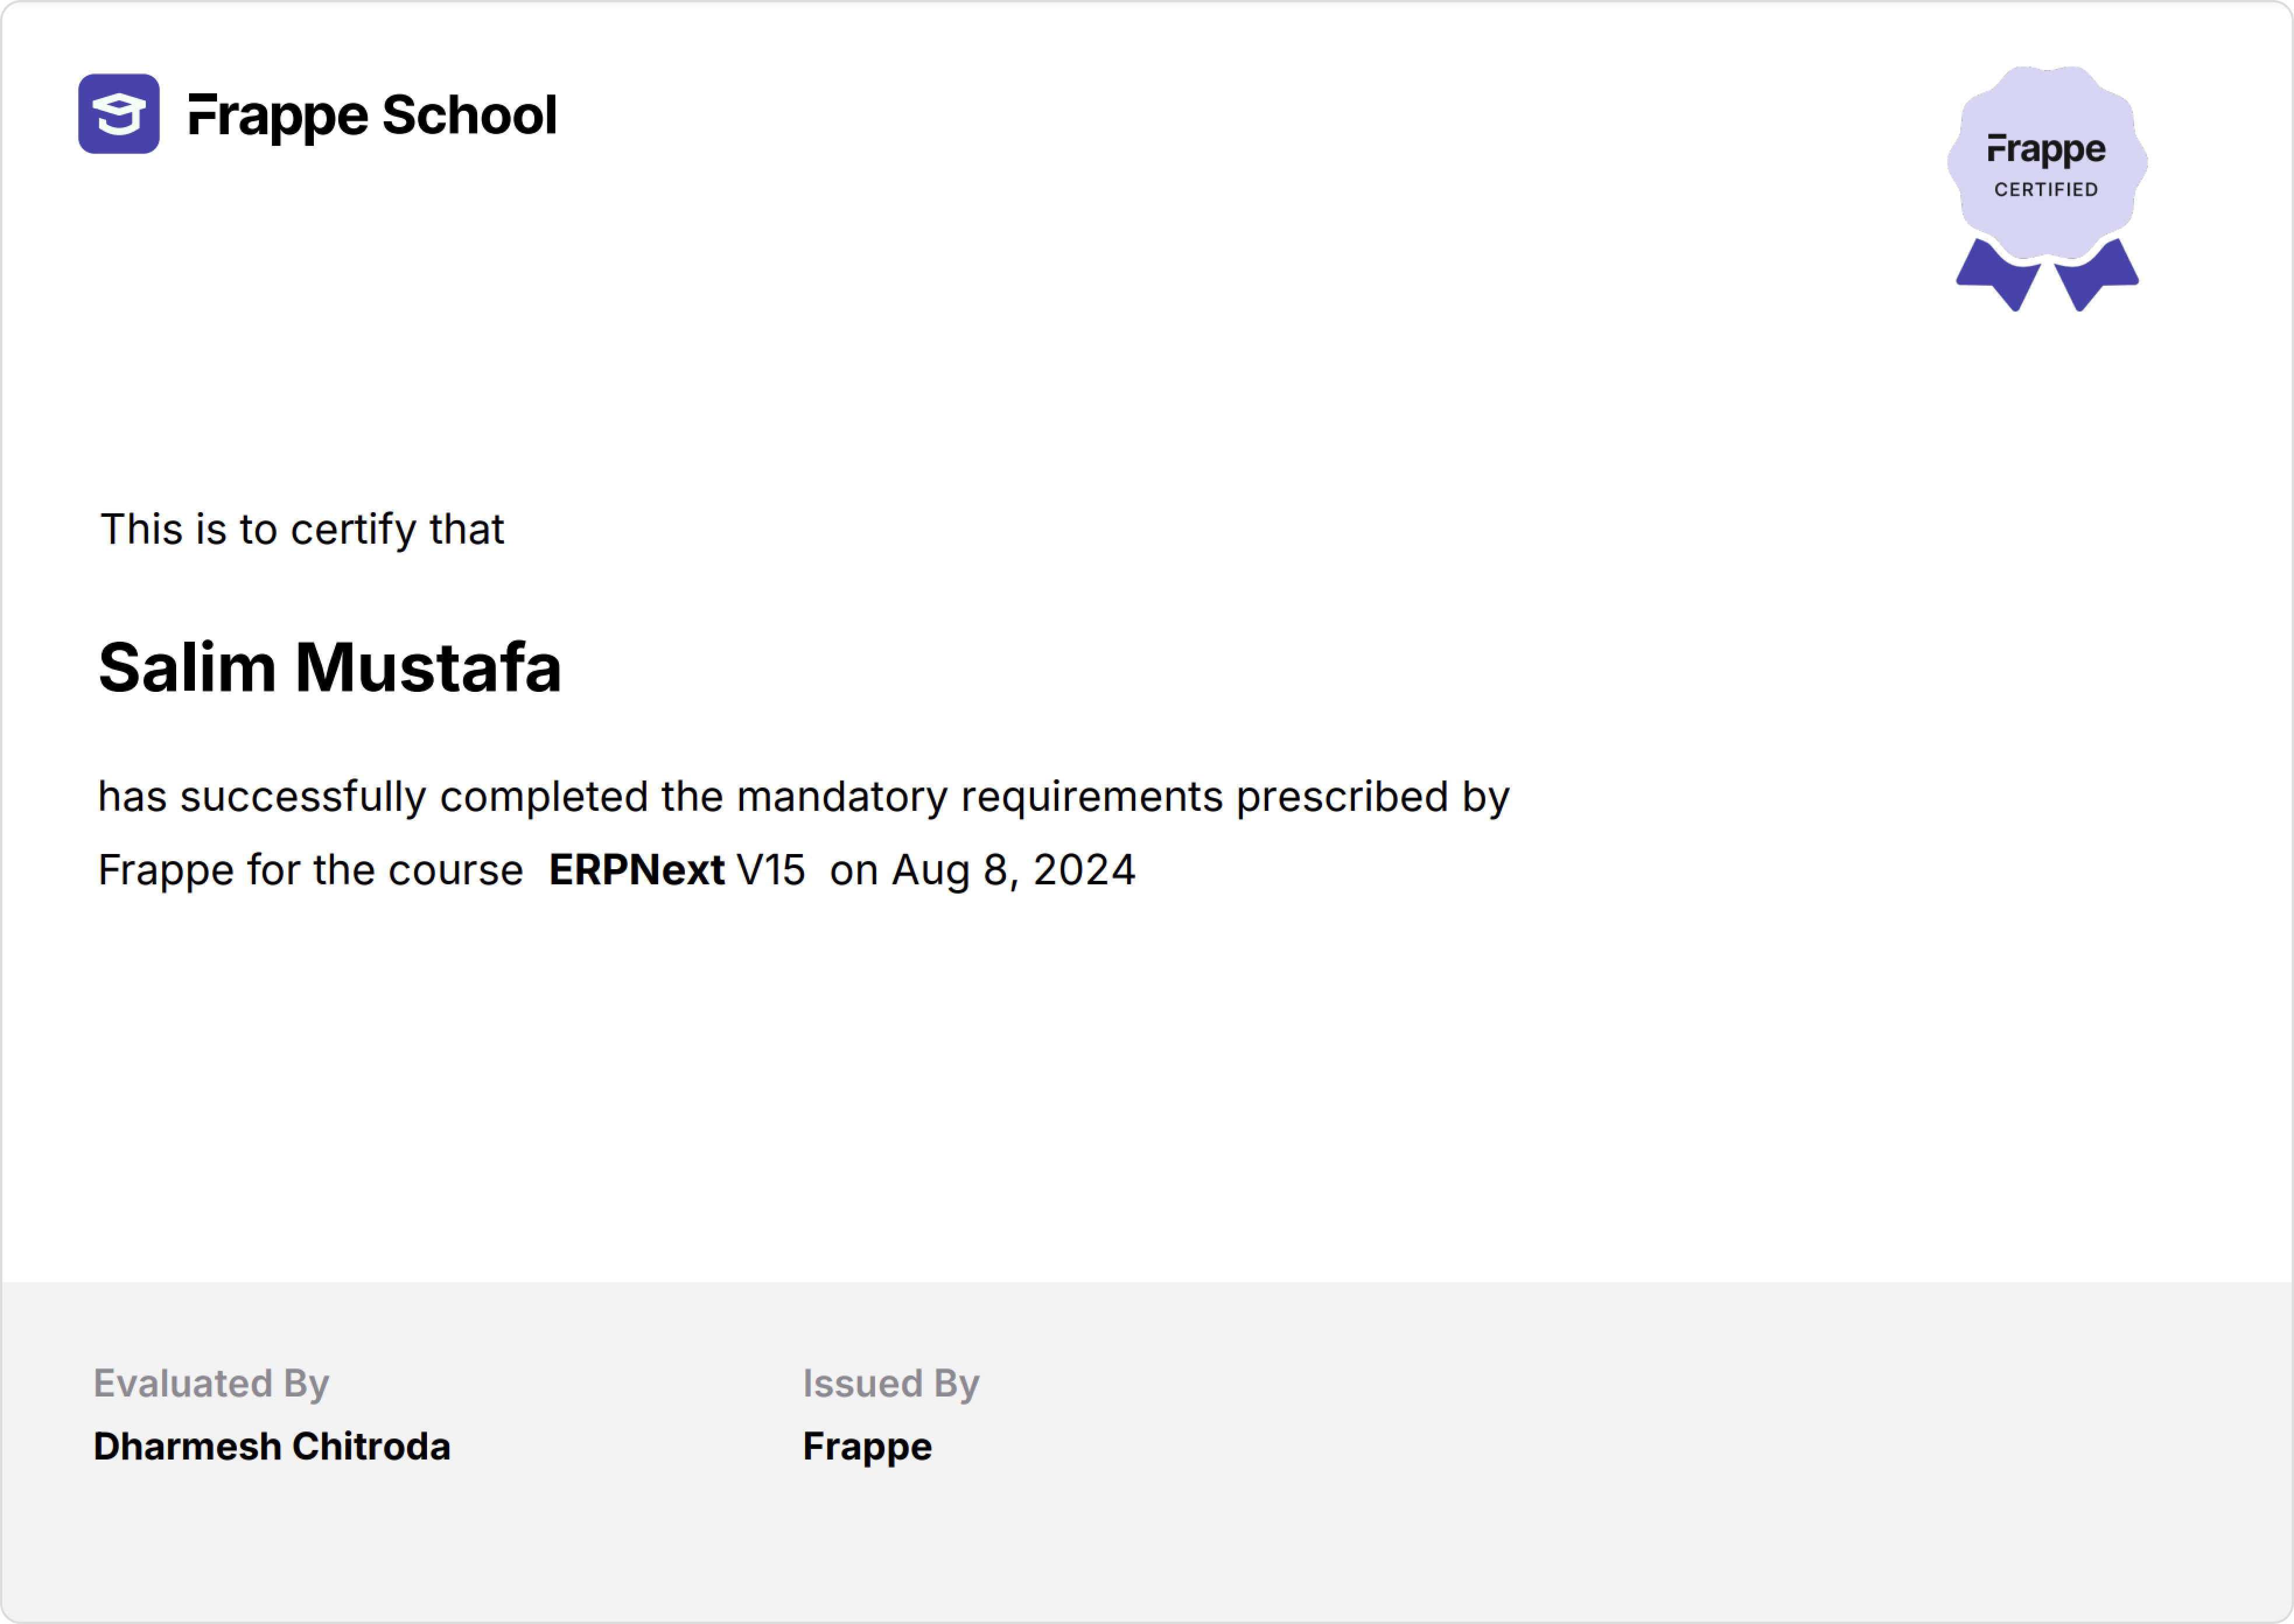 Frappe School
Frappe
CERTIFIED
This is to certify that
Salim Mustafa
has successfully completed the mandatory requirements prescribed by
Frappe for the course ERPNext V15 on Aug 8, 2024
Evaluated By
Dharmesh Chitroda
Issued By
Frappe